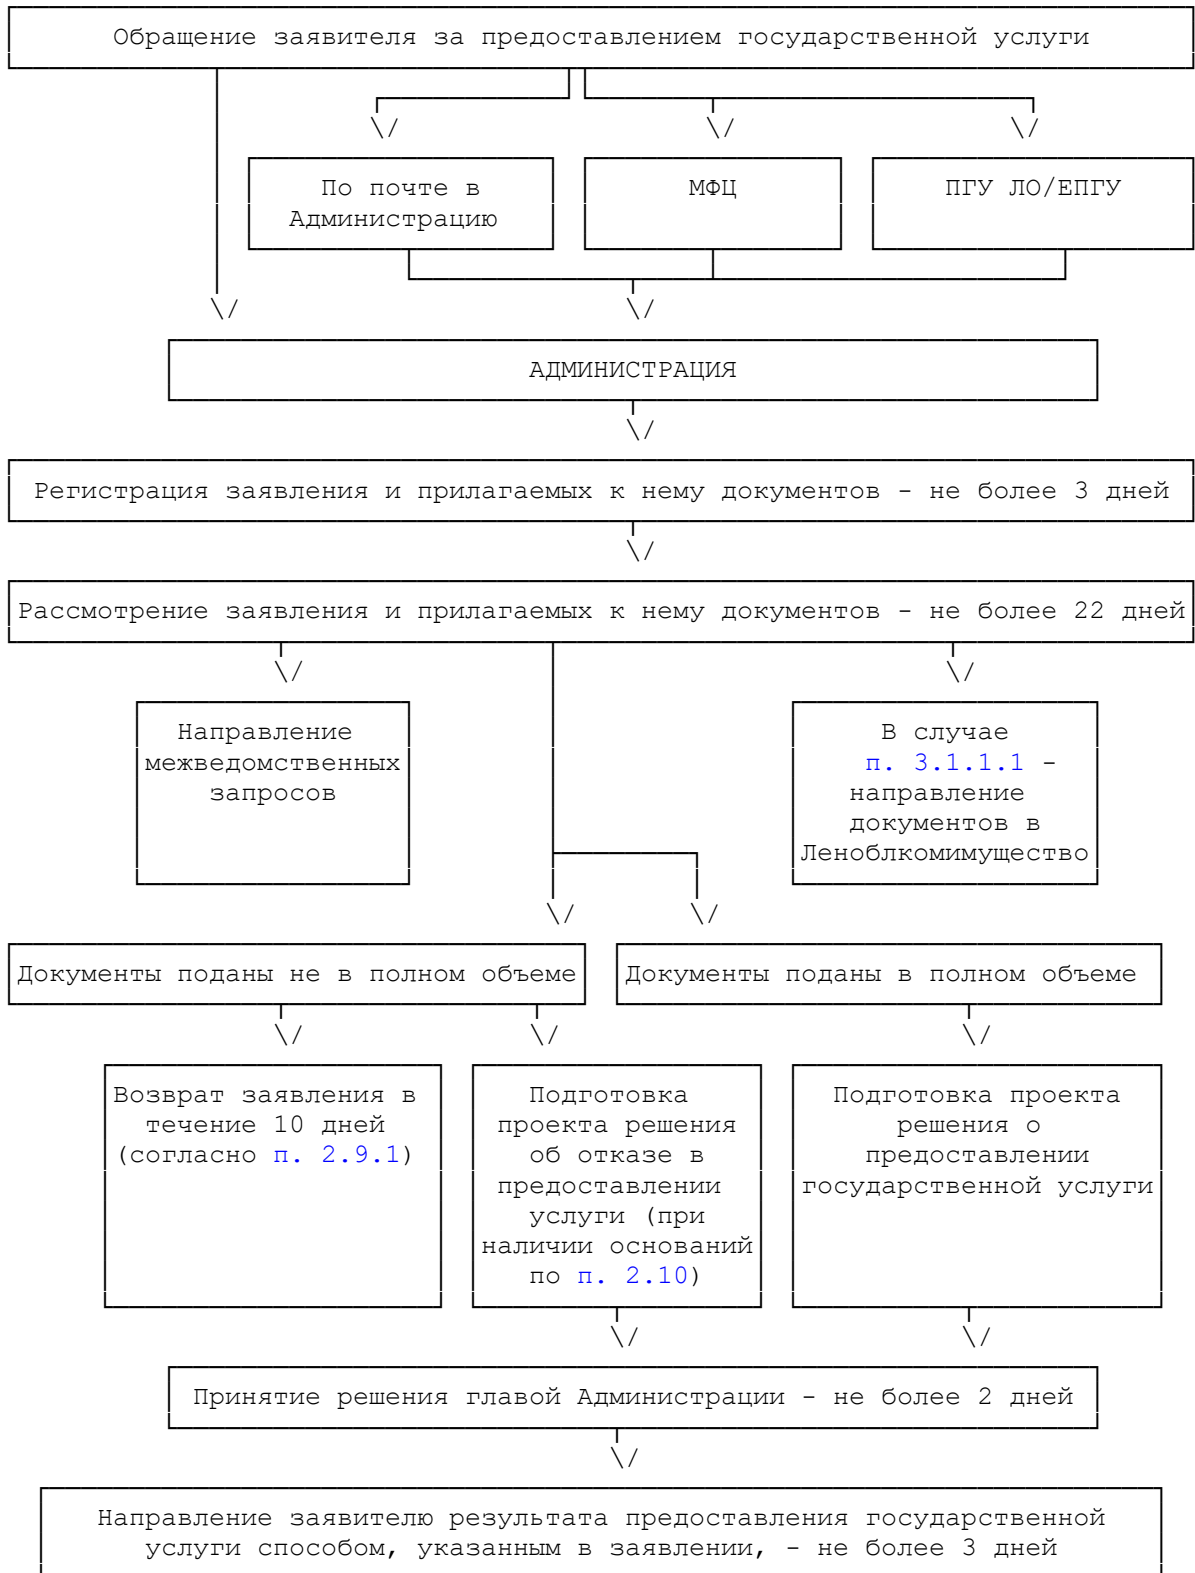 Обращение заявителя за предоставлением государственной услуги
По почте в
Администрацию
МФЦ
ПГУ ЛО/ЕПГУ
АДМИНИСТРАЦИЯ
Регистрация заявления и прилагаемых к нему документов - не более 3 дней
Рассмотрение заявления и прилагаемых к нему документов - не более 22 дней
Направление
межведомственных
запросов
В случае
п. 3.1.1.1 -
направление
документов в
Леноблкомимущество
Документы поданы не в полном объеме
Документы поданы в полном объеме
Возврат заявления в
течение 10 дней
(согласно п. 2.9.1)
Подготовка
проекта решения
об отказе в
предоставлении
услуги (при
наличии оснований
по п. 2.10)
Подготовка проекта
решения о
предоставлении
государственной услуги
Принятие решения главой Администрации - не более 2 дней
Направление заявителю результата предоставления государственной
услуги способом, указанным в заявлении, - не более 3 дней